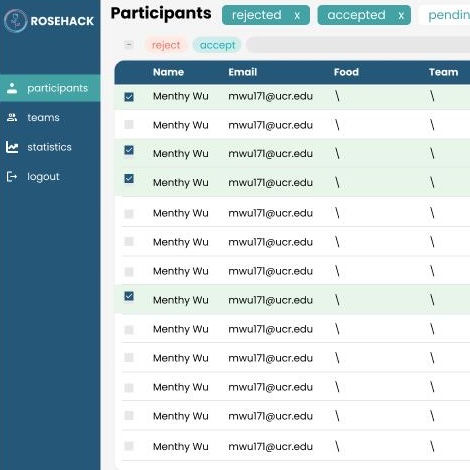 ROSEHACK
participants
teams
statistics
logout
Participants rejected x accepted x pendin
reject accept
Name Email Food Team
Menthy Wu mwu171@ucr.edu \ \
Menthy Wu mwu171@ucr.edu \ \
Menthy Wu mwu171@ucr.edu \ \
Menthy Wu mwu171@ucr.edu \ \
Menthy Wu mwu171@ucr.edu \ \
Menthy Wu mwu171@ucr.edu \ \
Menthy Wu mwu171@ucr.edu \ \
Menthy Wu mwu171@ucr.edu \ \
Menthy Wu mwu171@ucr.edu \ \
Menthy Wu mwu171@ucr.edu \ \
Menthy Wu mwu171@ucr.edu \ \
Menthy Wu mwu171@ucr.edu \ \
Menthy Wu mwu171@ucr.edu \ \